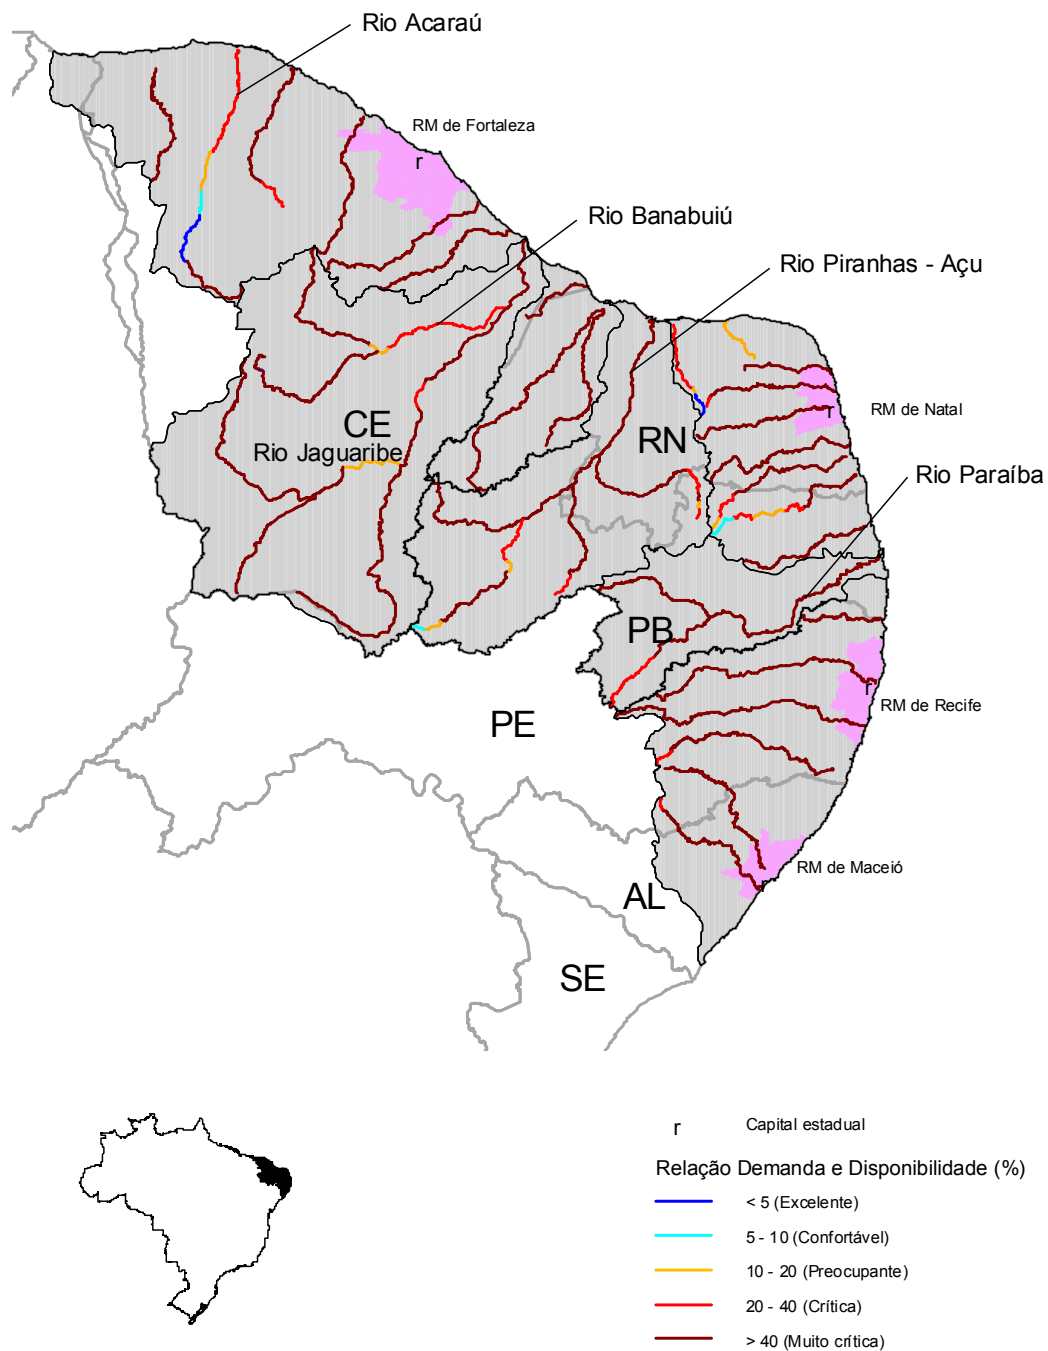 Rio Acaraú
RM de Fortaleza
r
Rio Banabuiú
Rio Piranhas - Açu
CE
RN
r
RM de Natal
Rio Jaguaribe
Rio Paraíba
PB
r
RM de Recife
PE
RM de Maceió
AL
SE
r Capital estadual
Relação Demanda e Disponibilidade (%)
< 5 (Excelente)
5 - 10 (Confortável)
10 - 20 (Preocupante)
20 - 40 (Crítica)
> 40 (Muito crítica)